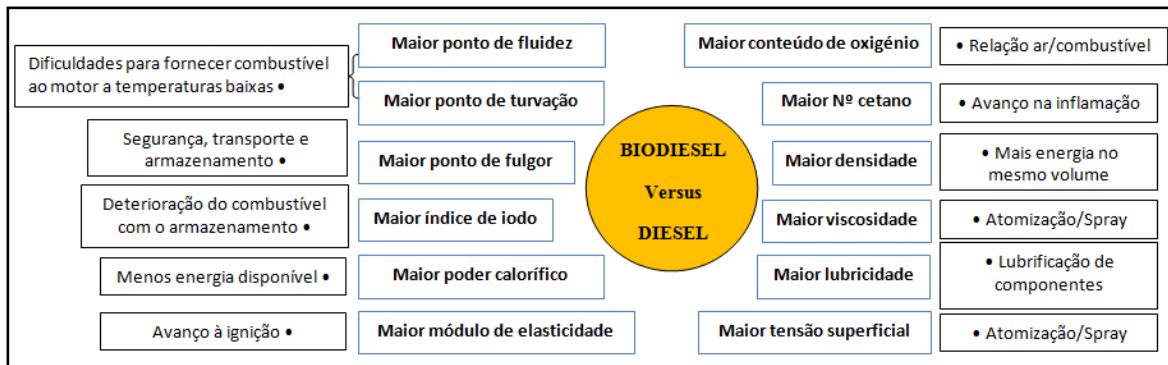 Dificuldades para fornecer combustível
ao motor a temperaturas baixas •
Maior ponto de fluidez
Maior ponto de turvação
Segurança, transporte e
armazenamento •
Maior ponto de fulgor
Deterioração do combustível
com o armazenamento •
Maior índice de iodo
Menos energia disponível •
Maior poder calorífico
Avanço à ignição •
Maior módulo de elasticidade
BIODIESEL
Versus
DIESEL
Maior conteúdo de oxigénio
• Relação ar/combustível
Maior Nº cetano
• Avanço na inflamação
Maior densidade
• Mais energia no
mesmo volume
Maior viscosidade
• Atomização/Spray
Maior lubricidade
• Lubrificação de
componentes
Maior tensão superficial
• Atomização/Spray